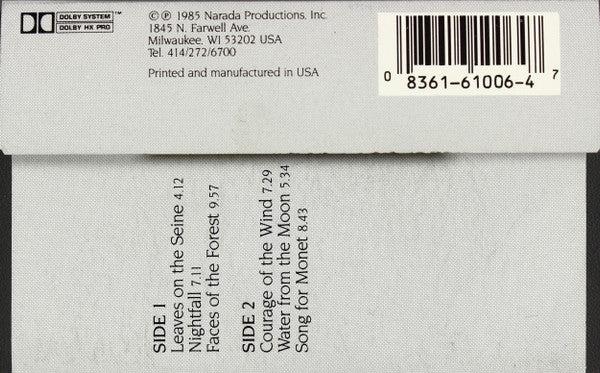 DOLBY SYSTEM™
DOLBY HX PRO
© ℗ 1985 Narada Productions, Inc.
1845 N. Farwell Ave.
Milwaukee, WI 53202 USA
Tel. 414/272/6700
Printed and manufactured in USA
0 8361-61006-4 7
SIDE 1
Leaves on the Seine 4.12
Nightfall 7.11
Faces of the Forest 9.57
SIDE 2
Courage of the Wind 7.29
Water from the Moon 5.34
Song for Monet 8.43